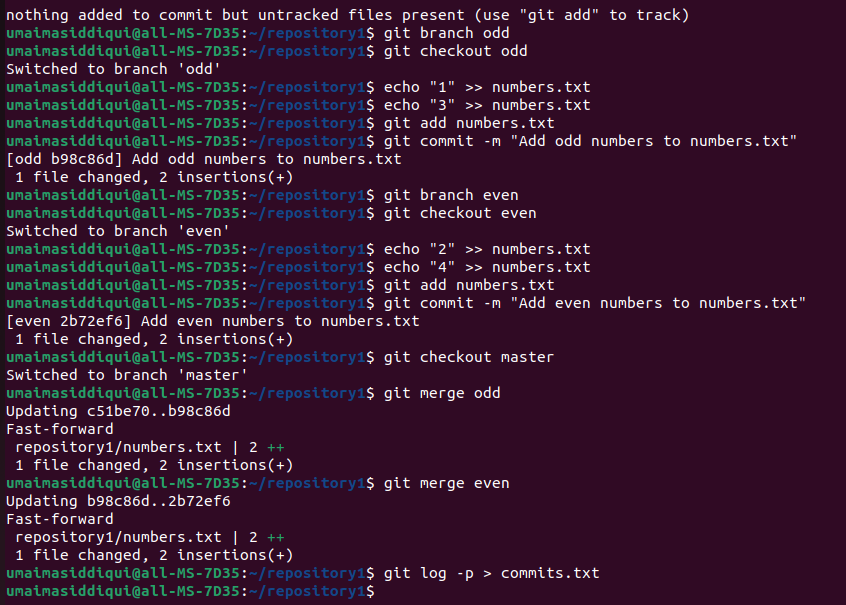 nothing added to commit but untracked files present (use "git add" to track)
umaimasiddiqui@all-MS-7D35:~/repository1$ git branch odd
umaimasiddiqui@all-MS-7D35:~/repository1$ git checkout odd
Switched to branch 'odd'
umaimasiddiqui@all-MS-7D35:~/repository1$ echo "1" >> numbers.txt
umaimasiddiqui@all-MS-7D35:~/repository1$ echo "3" >> numbers.txt
umaimasiddiqui@all-MS-7D35:~/repository1$ git add numbers.txt
umaimasiddiqui@all-MS-7D35:~/repository1$ git commit -m "Add odd numbers to numbers.txt"
[odd b98c86d] Add odd numbers to numbers.txt
 1 file changed, 2 insertions(+)
umaimasiddiqui@all-MS-7D35:~/repository1$ git branch even
umaimasiddiqui@all-MS-7D35:~/repository1$ git checkout even
Switched to branch 'even'
umaimasiddiqui@all-MS-7D35:~/repository1$ echo "2" >> numbers.txt
umaimasiddiqui@all-MS-7D35:~/repository1$ echo "4" >> numbers.txt
umaimasiddiqui@all-MS-7D35:~/repository1$ git add numbers.txt
umaimasiddiqui@all-MS-7D35:~/repository1$ git commit -m "Add even numbers to numbers.txt"
[even 2b72ef6] Add even numbers to numbers.txt
 1 file changed, 2 insertions(+)
umaimasiddiqui@all-MS-7D35:~/repository1$ git checkout master
Switched to branch 'master'
umaimasiddiqui@all-MS-7D35:~/repository1$ git merge odd
Updating c51be70..b98c86d
Fast-forward
 repository1/numbers.txt | 2 ++
 1 file changed, 2 insertions(+)
umaimasiddiqui@all-MS-7D35:~/repository1$ git merge even
Updating b98c86d..2b72ef6
Fast-forward
 repository1/numbers.txt | 2 ++
 1 file changed, 2 insertions(+)
umaimasiddiqui@all-MS-7D35:~/repository1$ git log -p > commits.txt
umaimasiddiqui@all-MS-7D35:~/repository1$